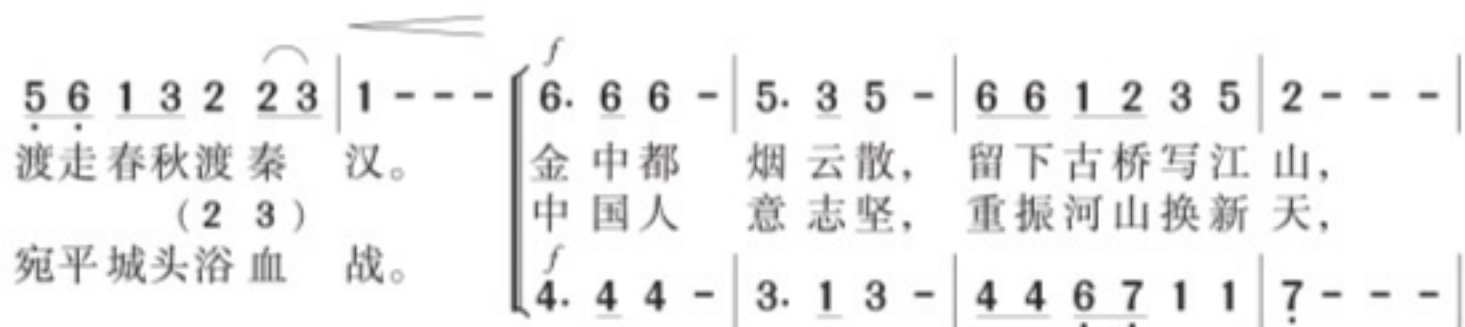 f
5 6 1 3 2 2 3 | 1 - - - | 6. 6 6 - | 5. 3 5 - | 6 6 1 2 3 5 | 2 - - - |
渡走春秋渡秦 汉。 金中都 烟云散， 留下古桥写江山，
(2 3) 中国人 意志坚， 重振河山换新天，
宛平城头浴血 战。
f
4. 4 4 - | 3. 1 3 - | 4 4 6 7 1 1 | 7 - - - |